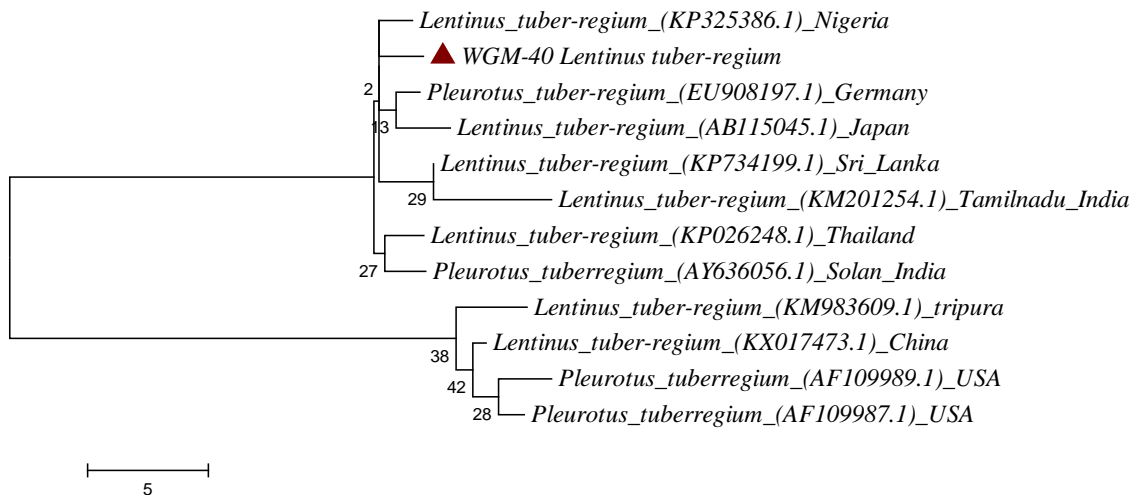 Lentinus_tuber-regium_(KP325386.1)_Nigeria
WGM-40 Lentinus tuber-regium
2
Pleurotus_tuber-regium_(EU908197.1)_Germany
13
Lentinus_tuber-regium_(AB115045.1)_Japan
Lentinus_tuber-regium_(KP734199.1)_Sri_Lanka
29
Lentinus_tuber-regium_(KM201254.1)_Tamilnadu_India
Lentinus_tuber-regium_(KP026248.1)_Thailand
27
Pleurotus_tuberregium_(AY636056.1)_Solan_India
Lentinus_tuber-regium_(KM983609.1)_tripura
38
Lentinus_tuber-regium_(KX017473.1)_China
42
Pleurotus_tuberregium_(AF109989.1)_USA
28
Pleurotus_tuberregium_(AF109987.1)_USA
5